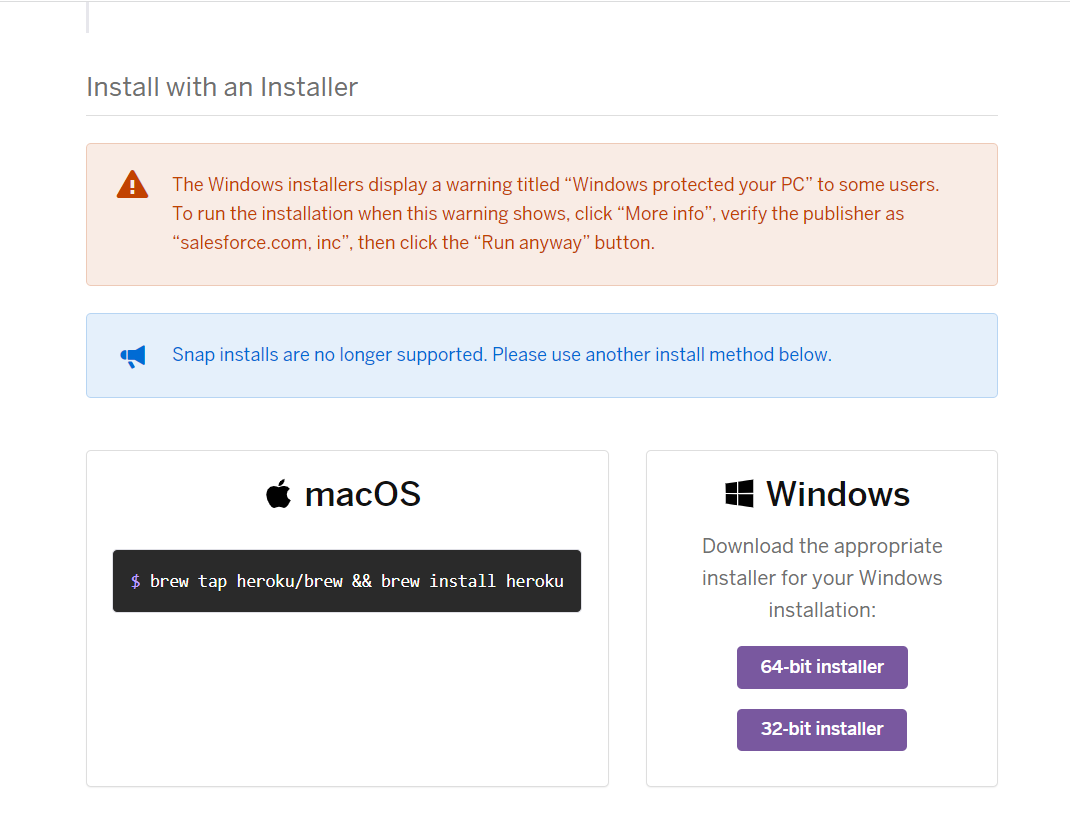 Install with an Installer
The Windows installers display a warning titled “Windows protected your PC” to some users.
To run the installation when this warning shows, click “More info”, verify the publisher as
“salesforce.com, inc”, then click the “Run anyway” button.
Snap installs are no longer supported. Please use another install method below.
macOS
$ brew tap heroku/brew && brew install heroku
Windows
Download the appropriate
installer for your Windows
installation:
64-bit installer
32-bit installer